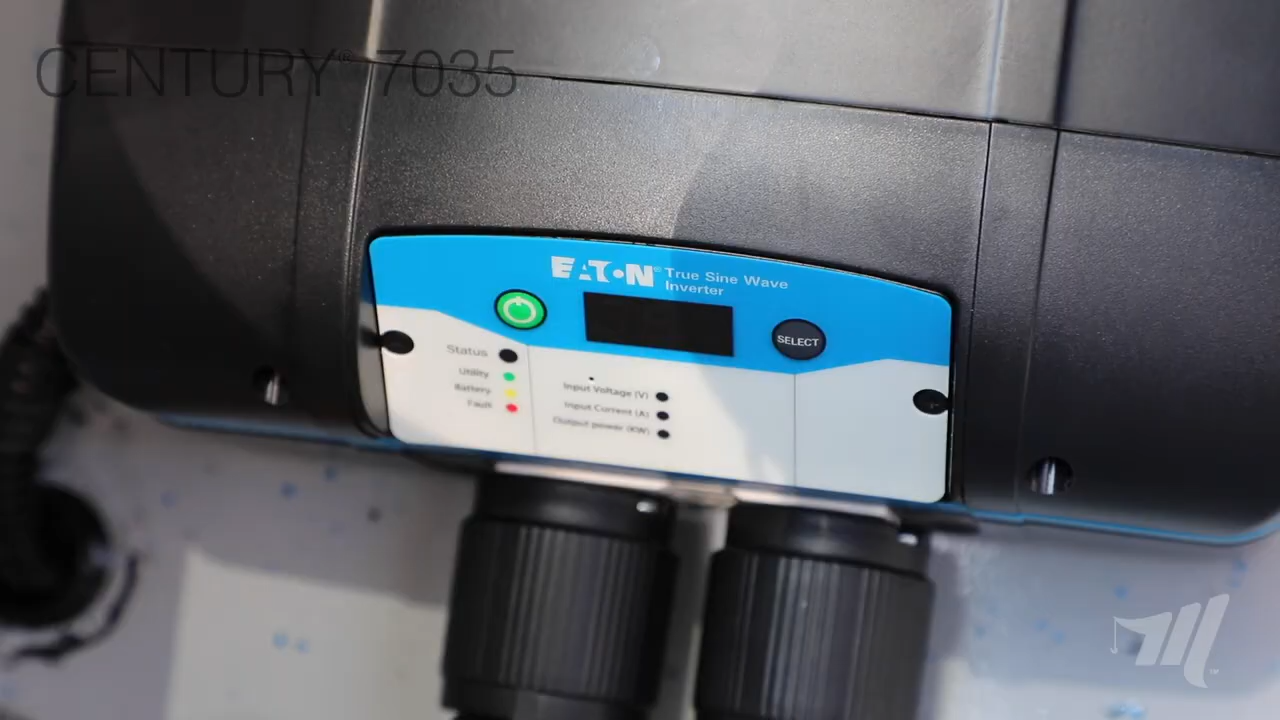 CENTURY® 7035
EATON® True Sine Wave
Inverter
SELECT
Status
Utility
Battery
Fault
Input Voltage (V)
Input Current (A)
Output power (KW)